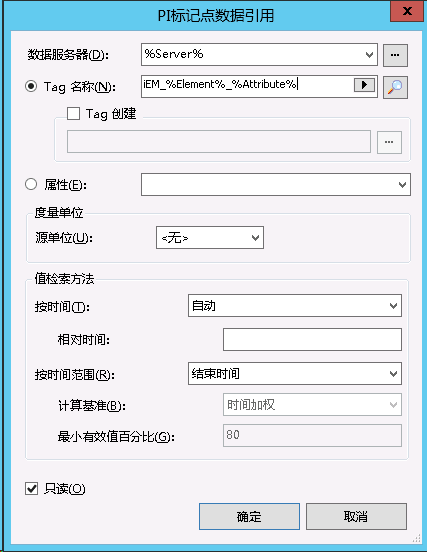 PI标记点数据引用
数据服务器(D): %Server%
Tag 名称(N): iEM_%Element%_%Attribute%
Tag 创建
属性(E):
度量单位
源单位(U): <无>
值检索方法
按时间(T): 自动
相对时间:
按时间范围(R): 结束时间
计算基准(B): 时间加权
最小有效值百分比(G): 80
只读(O)
确定 取消